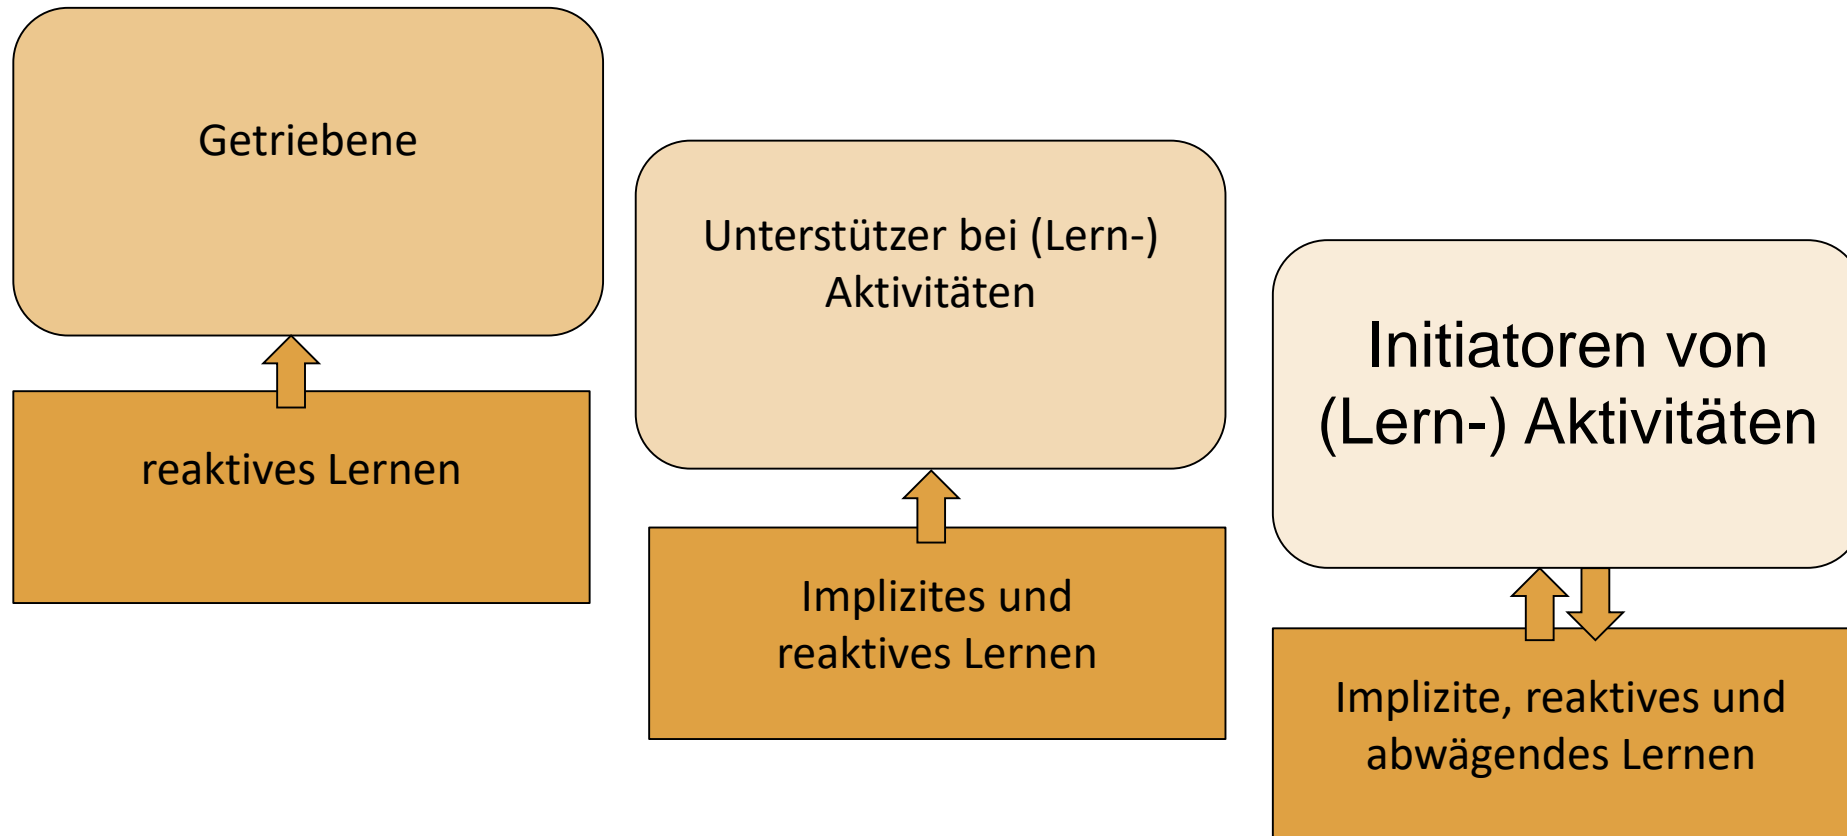 Getriebene
reaktives Lernen
Unterstützer bei (Lern-)
Aktivitäten
Implizites und
reaktives Lernen
Initiatoren von
(Lern-) Aktivitäten
Implizite, reaktives und
abwägendes Lernen